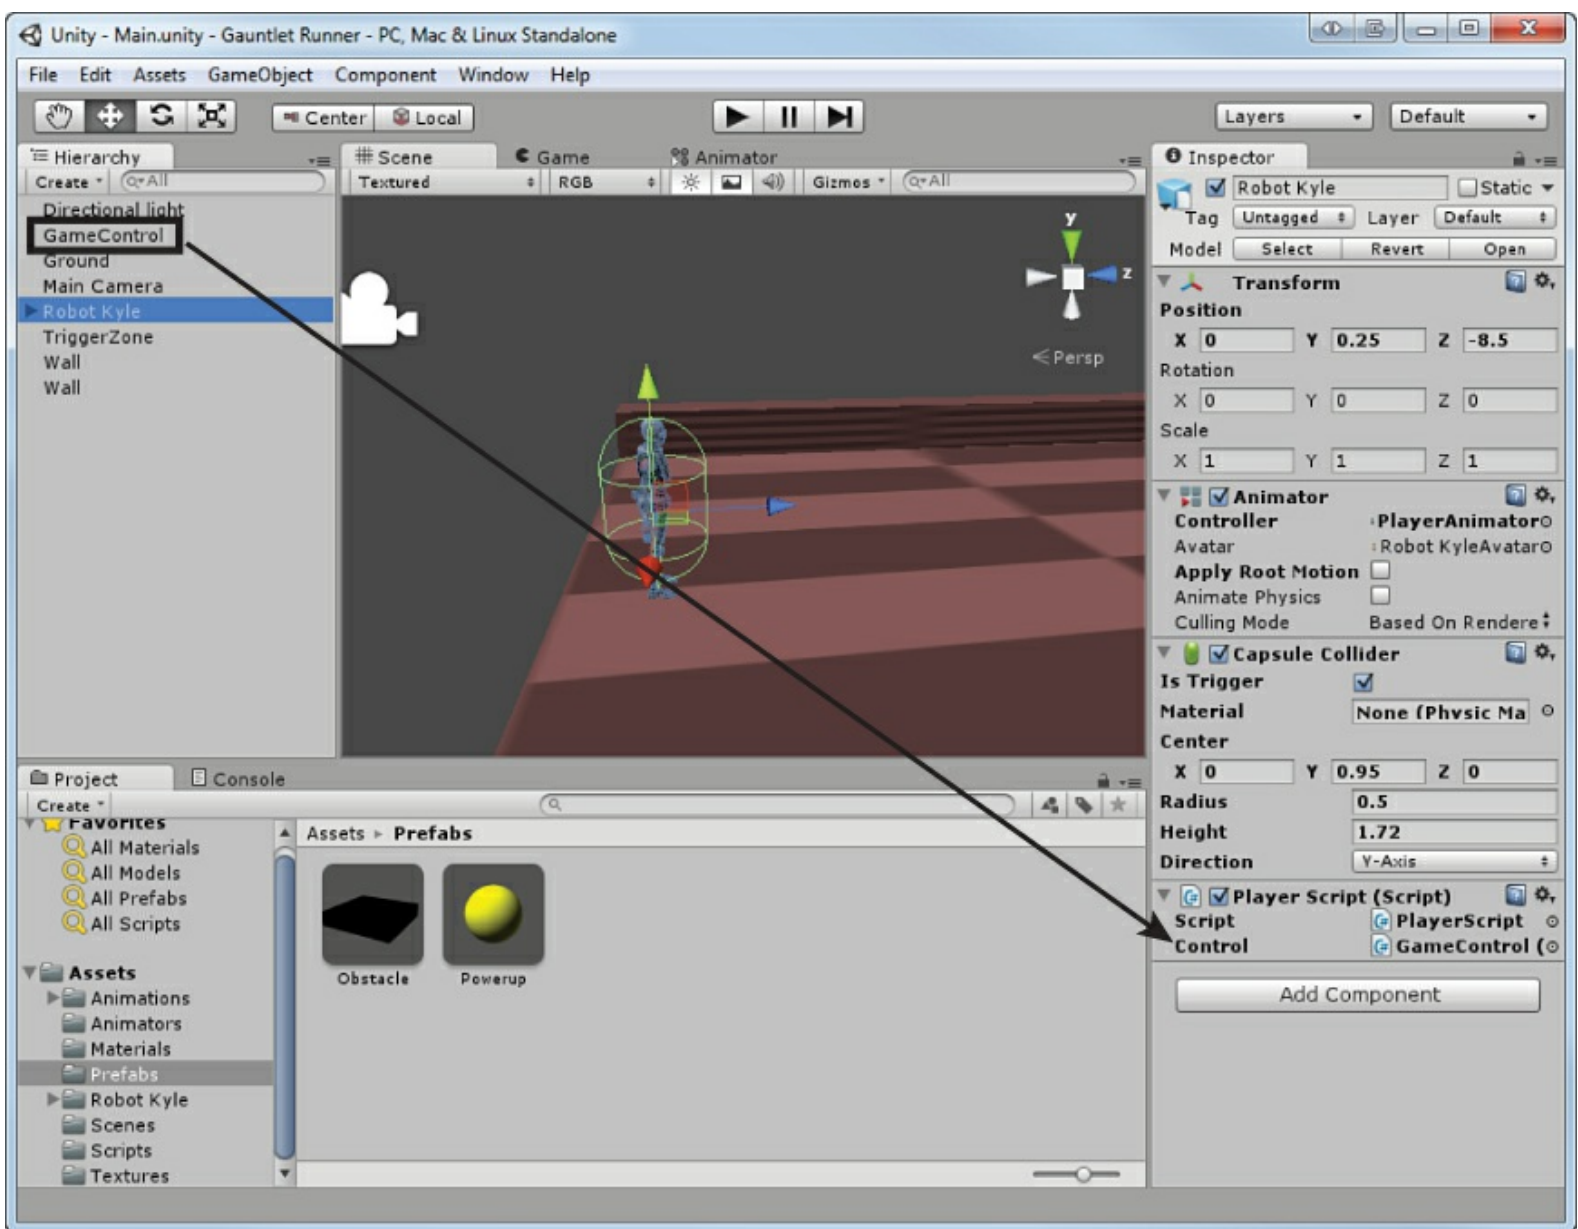 Unity - Main.unity - Gauntlet Runner - PC, Mac & Linux Standalone
File Edit Assets GameObject Component Window Help
Center Local
Layers Default
Hierarchy
Create All
Directional light
GameControl
Ground
Main Camera
Robot Kyle
TriggerZone
Wall
Wall
Scene Game Animator
Textured RGB Gizmos All
y
z
Persp
Inspector
Robot Kyle Static
Tag Untagged Layer Default
Model Select Revert Open
Transform
Position
X 0 Y 0.25 Z -8.5
Rotation
X 0 Y 0 Z 0
Scale
X 1 Y 1 Z 1
Animator
Controller PlayerAnimator
Avatar Robot KyleAvatar
Apply Root Motion
Animate Physics
Culling Mode Based On Rendere
Capsule Collider
Is Trigger
Material None (Physic Ma
Center
X 0 Y 0.95 Z 0
Radius 0.5
Height 1.72
Direction Y-Axis
Player Script (Script)
Script PlayerScript
Control GameControl (
Add Component
Project Console
Create
Favorites
All Materials
All Models
All Prefabs
All Scripts
Assets
Animations
Animators
Materials
Prefabs
Robot Kyle
Scenes
Scripts
Textures
Assets Prefabs
Obstacle Powerup